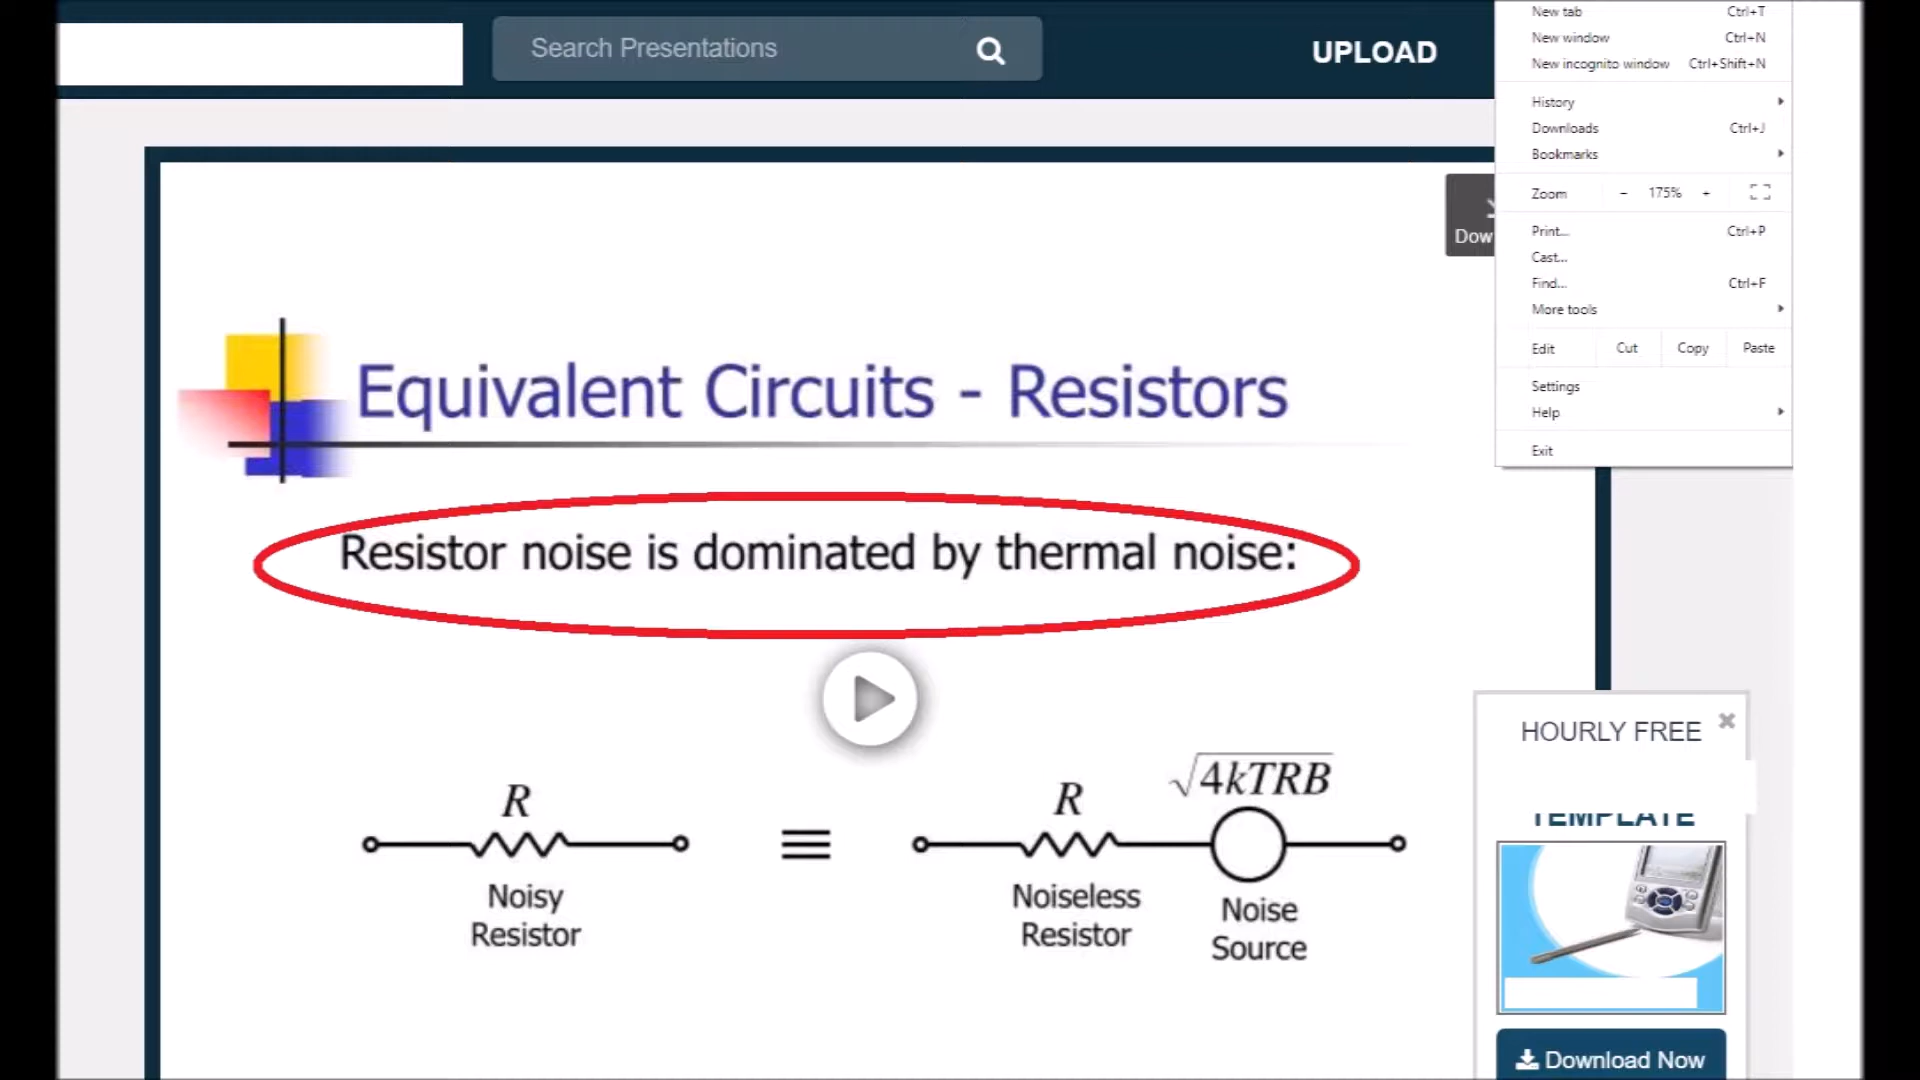 Search Presentations
UPLOAD
New tab Ctrl+T
New window Ctrl+N
New incognito window Ctrl+Shift+N
History
Downloads Ctrl+J
Bookmarks
Zoom − 175% +
Print... Ctrl+P
Cast...
Find... Ctrl+F
More tools
Edit Cut Copy Paste
Settings
Help
Exit
Dow
Equivalent Circuits - Resistors
Resistor noise is dominated by thermal noise:
R
≡
R
√4kTRB
Noisy
Resistor
Noiseless
Resistor
Noise
Source
HOURLY FREE
TEMPLATE
Download Now